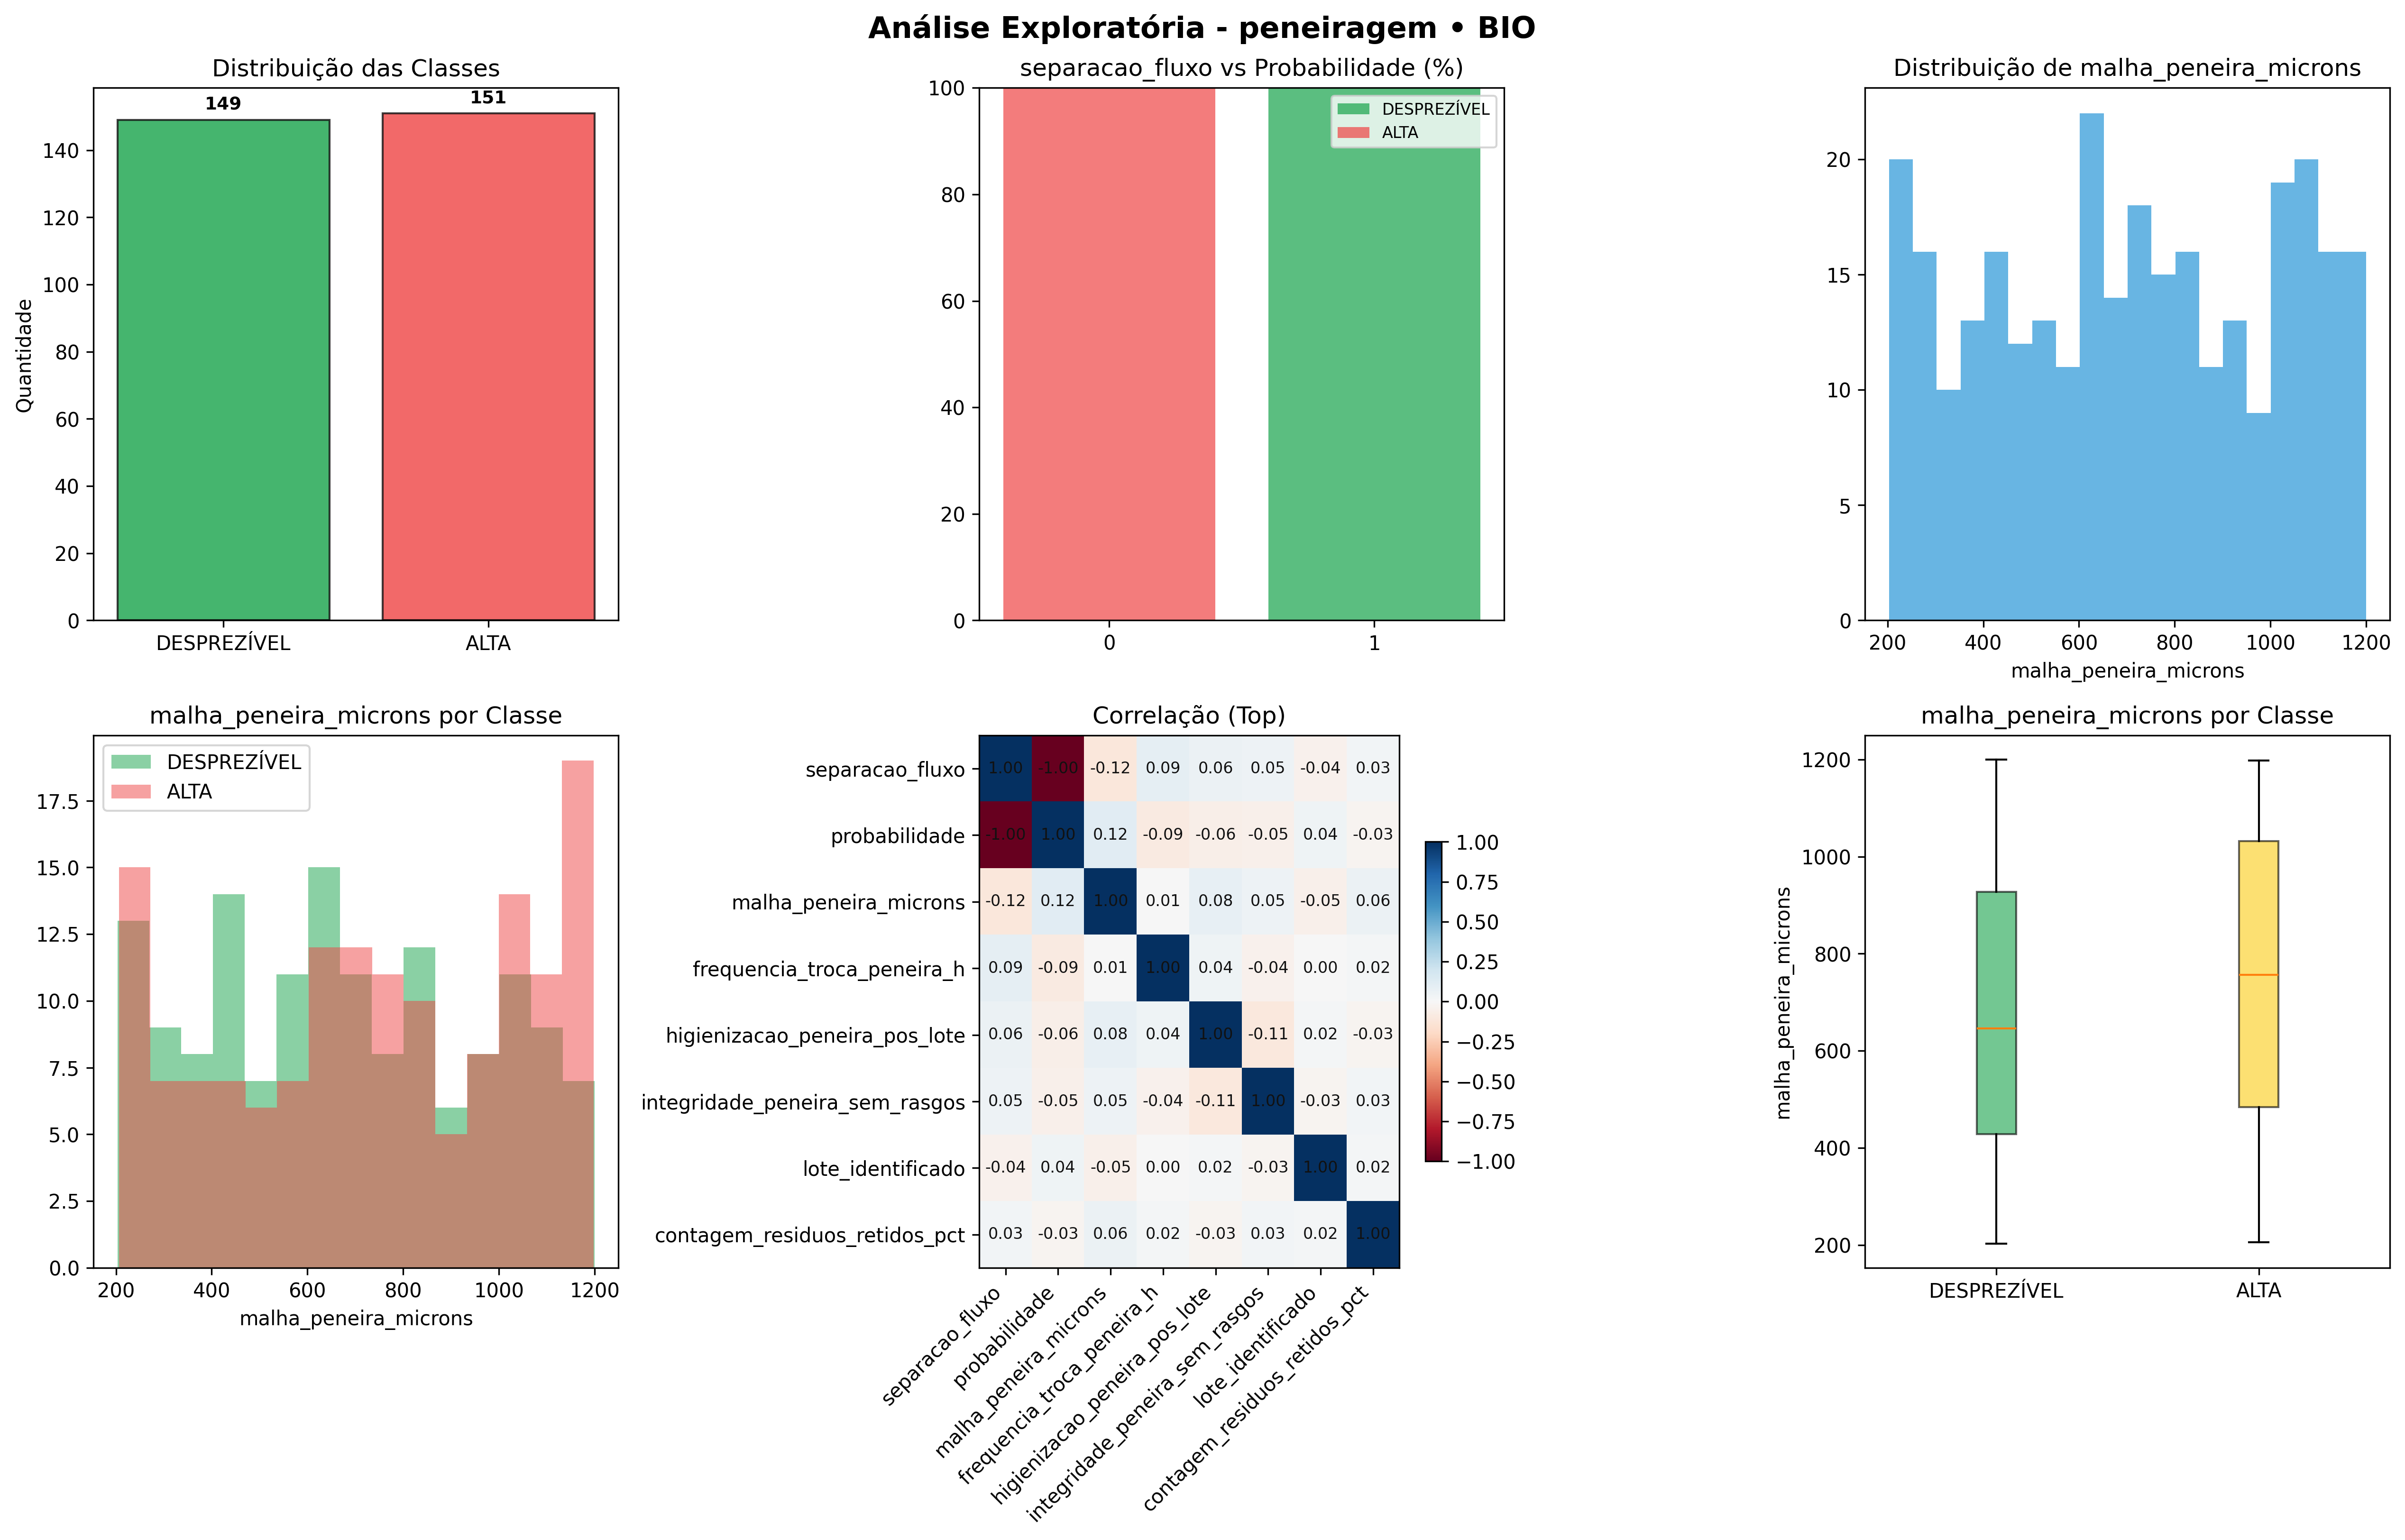 Análise Exploratória - peneiragem • BIO
Distribuição das Classes
149
151
140
120
100
80
60
40
20
0
Quantidade
DESPREZÍVEL
ALTA
separacao_fluxo vs Probabilidade (%)
100
80
60
40
20
0
DESPREZÍVEL
ALTA
0
1
Distribuição de malha_peneira_microns
20
15
10
5
0
200 400 600 800 1000 1200
malha_peneira_microns
malha_peneira_microns por Classe
DESPREZÍVEL
ALTA
17.5
15.0
12.5
10.0
7.5
5.0
2.5
0.0
200 400 600 800 1000 1200
malha_peneira_microns
Correlação (Top)
separacao_fluxo 1.00 -1.00 -0.12 0.09 0.06 0.05 -0.04 0.03
probabilidade -1.00 1.00 0.12 -0.09 -0.06 -0.05 0.04 -0.03
malha_peneira_microns -0.12 0.12 1.00 0.01 0.08 0.05 -0.05 0.06
frequencia_troca_peneira_h 0.09 -0.09 0.01 1.00 0.04 -0.04 0.00 0.02
higienizacao_peneira_pos_lote 0.06 -0.06 0.08 0.04 1.00 -0.11 0.02 -0.03
integridade_peneira_sem_rasgos 0.05 -0.05 0.05 -0.04 -0.11 1.00 -0.03 0.03
lote_identificado -0.04 0.04 -0.05 0.00 0.02 -0.03 1.00 0.02
contagem_residuos_retidos_pct 0.03 -0.03 0.06 0.02 -0.03 0.03 0.02 1.00
separacao_fluxo
probabilidade
malha_peneira_microns
frequencia_troca_peneira_h
higienizacao_peneira_pos_lote
integridade_peneira_sem_rasgos
lote_identificado
contagem_residuos_retidos_pct
1.00
0.75
0.50
0.25
0.00
−0.25
−0.50
−0.75
−1.00
malha_peneira_microns por Classe
1200
1000
800
600
400
200
malha_peneira_microns
DESPREZÍVEL
ALTA